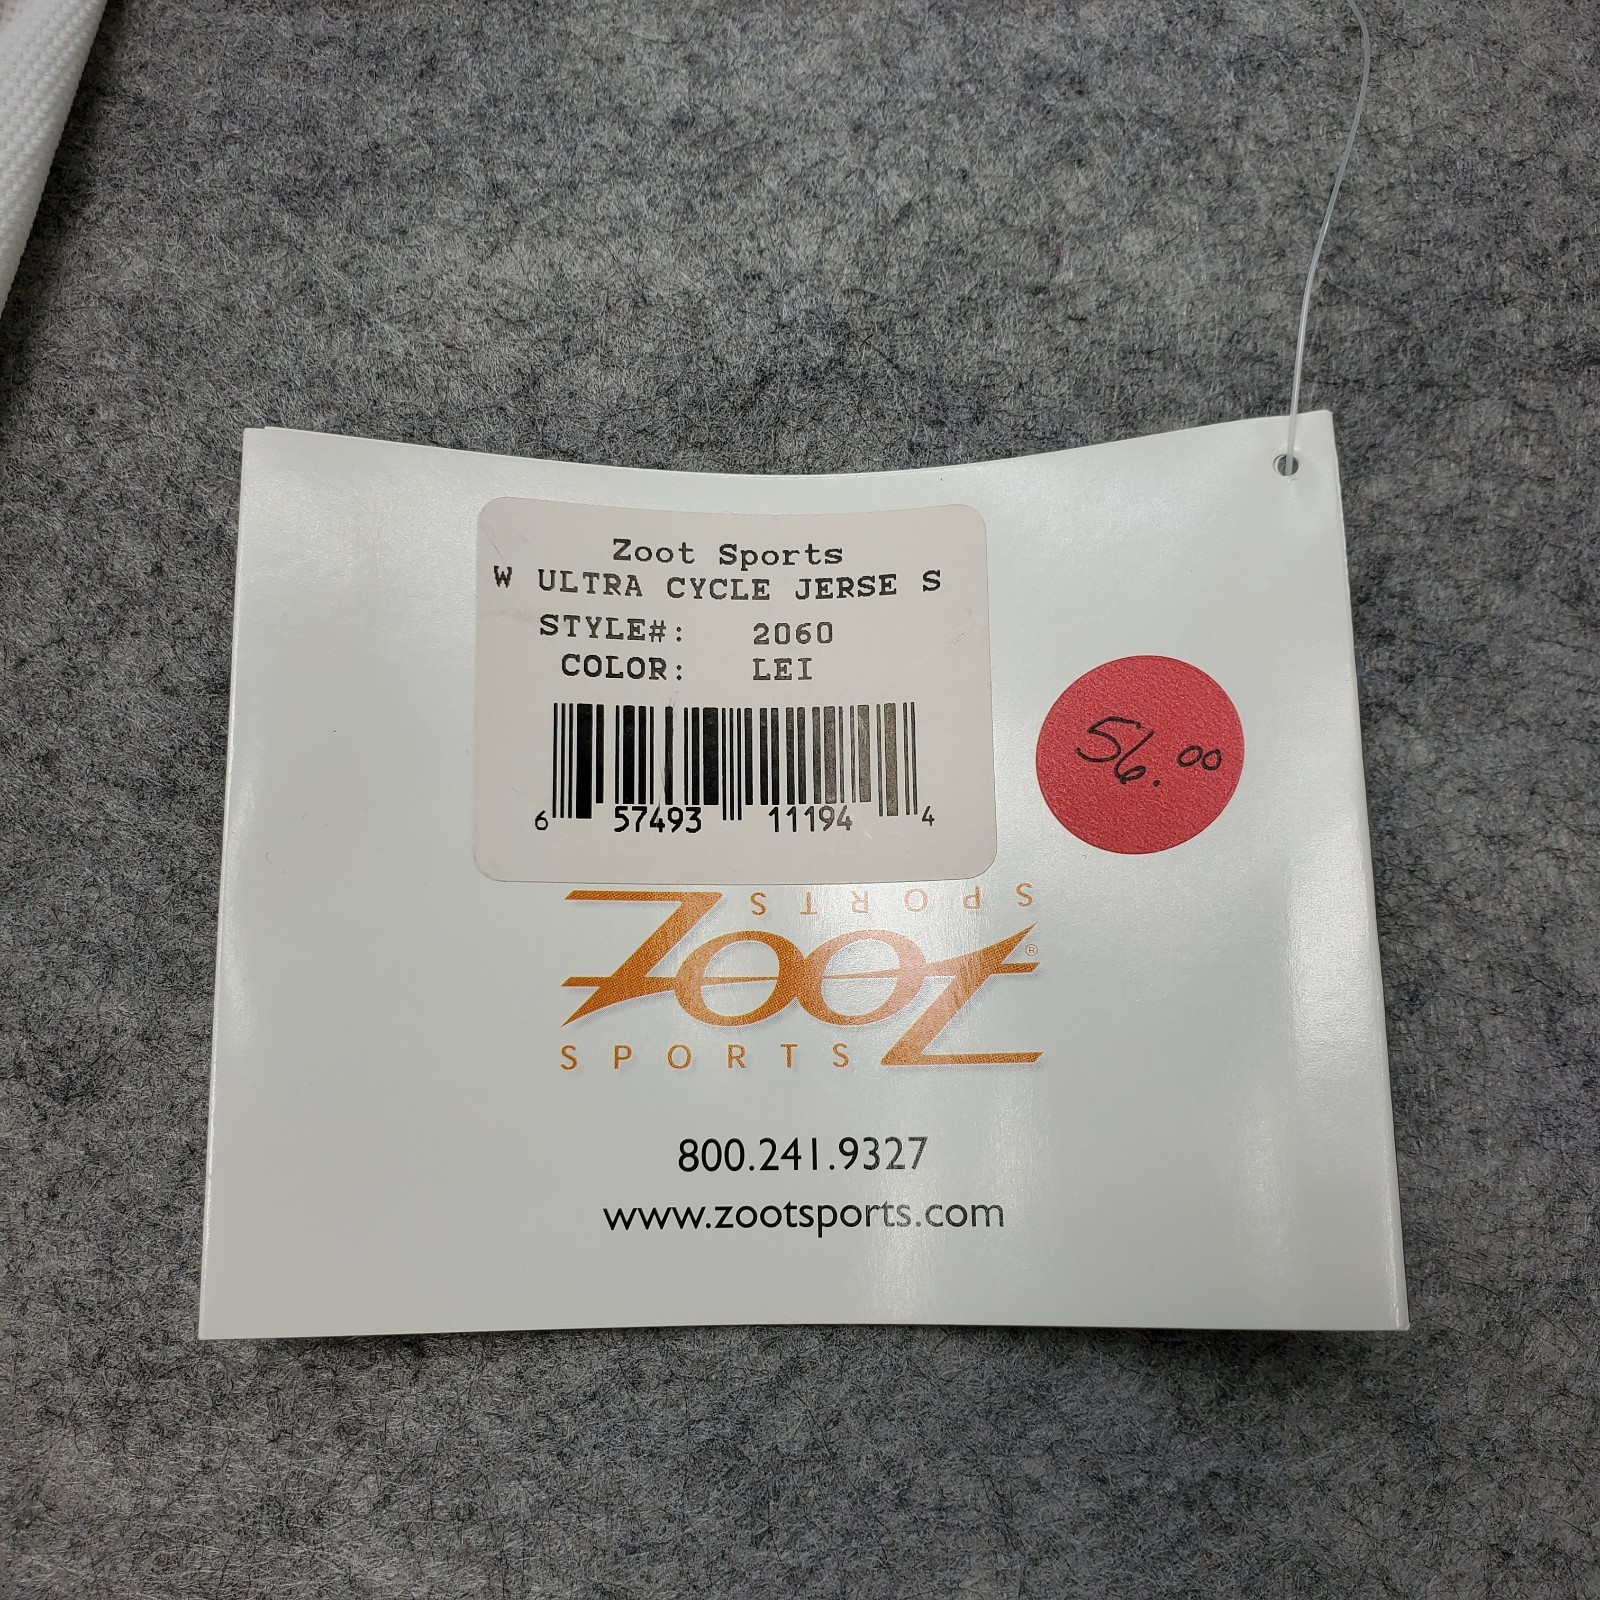 Zoot Sports
W ULTRA CYCLE JERSE S
STYLE#: 2060
COLOR: LEI
6 57493 11194 4
56.00
SPORTS
ZOOT®
SPORTS
800.241.9327
www.zootsports.com